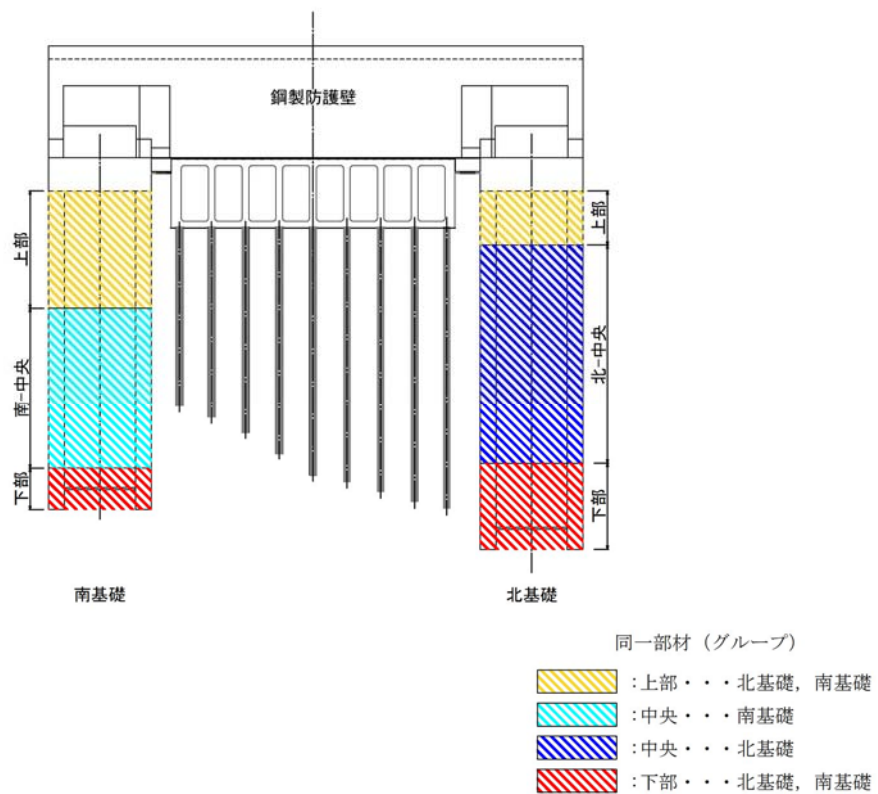 鋼製防護壁
上部
南-中央
下部
上部
北-中央
下部
南基礎
北基礎
同一部材（グループ）
：上部・・・北基礎，南基礎
：中央・・・南基礎
：中央・・・北基礎
：下部・・・北基礎，南基礎